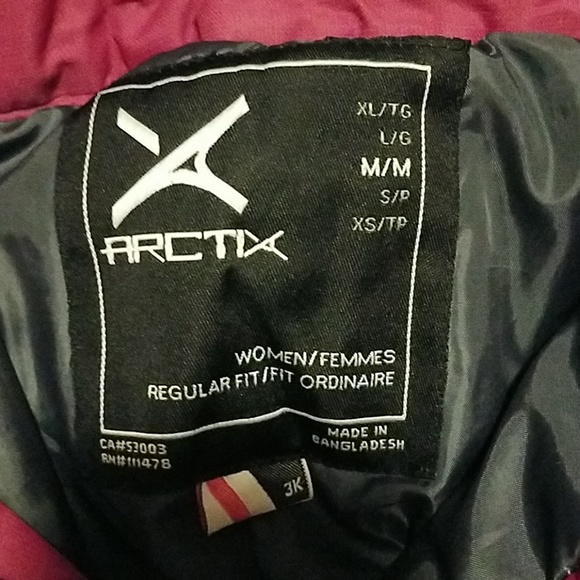 XL/TG
L/G
M/M
S/P
XS/TP
ARCTIX
WOMEN/FEMMES
REGULAR FIT/FIT ORDINAIRE
CA#53003
RN#111478
MADE IN
BANGLADESH
3K